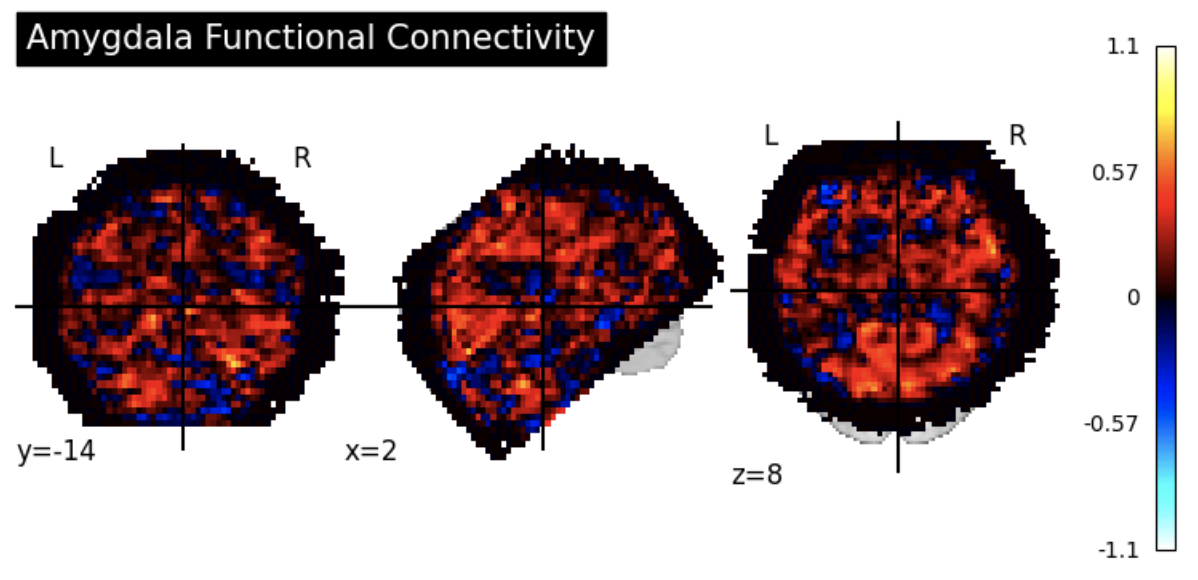 Amygdala Functional Connectivity
L R
L R
y=-14
x=2
z=8
1.1
0.57
0
-0.57
-1.1